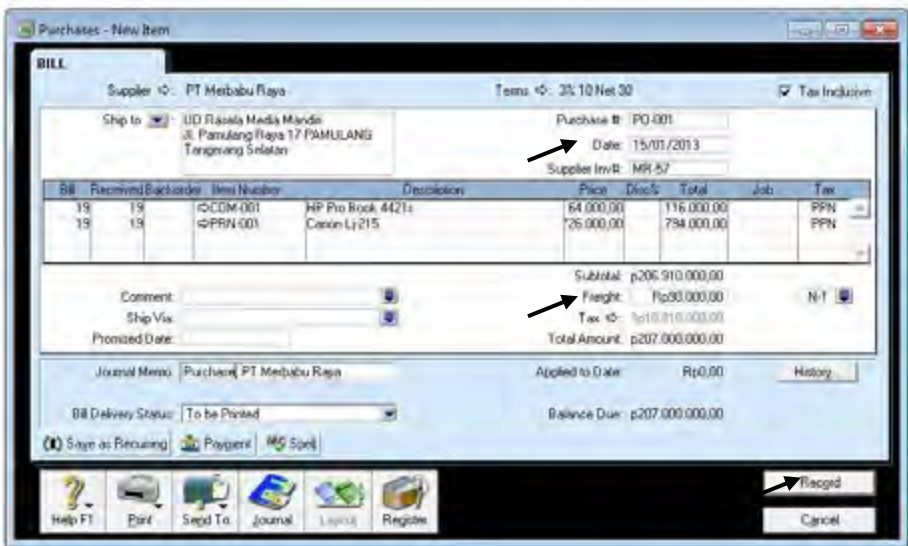 Purchases - New Item
BILL
Supplier PT Merbabu Raya Terms 3% 10 Net 30 Tax Inclusive
Ship to UD Rasela Media Mandiri Purchase #: PO-001
Jl. Pamulang Raya 17 PAMULANG Date: 15/01/2013
Tangerang Selatan
Supplier Inv#: MR-57
Bill Received Backorder Item Number Description Price Disc% Total Job Tax
19 19 COM-001 HP Pro Book 4421s 64.000,00 116.000,00 PPN
19 19 PRN-001 Canon Lj-215 26.000,00 794.000,00 PPN
Subtotal: p206.910.000,00
Comment: Freight: Rp90.000,00 N-T
Ship Via: Tax
Promised Date: Total Amount: p207.000.000,00
Journal Memo: Purchase; PT Merbabu Raya Applied to Date: Rp0,00 History
Bill Delivery Status: To be Printed Balance Due: p207.000.000,00
Save as Recurring Payment ABC Spell
Help F1 Print Send To Journal Layout Register
Record
Cancel